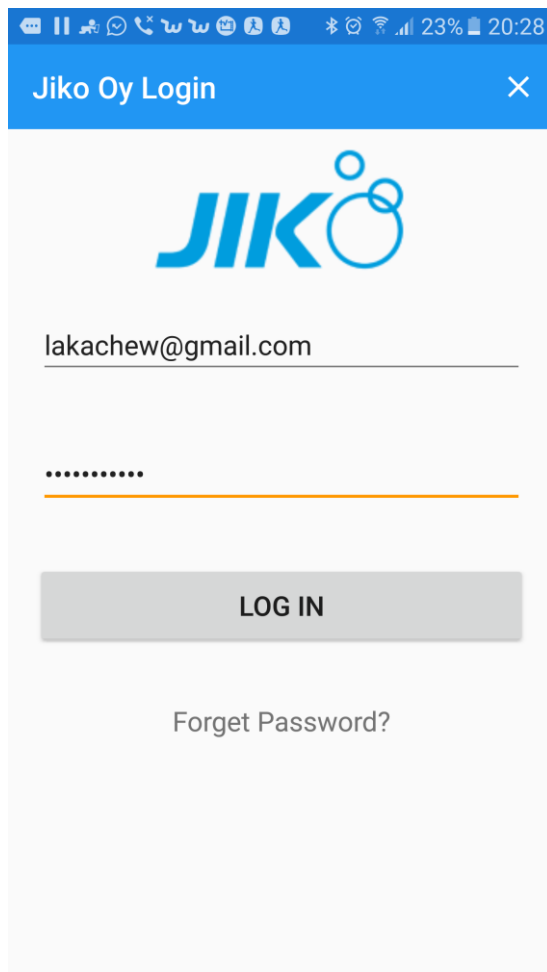 23% 20:28
Jiko Oy Login
JIKO
lakachew@gmail.com
•••••••••••
LOG IN
Forget Password?